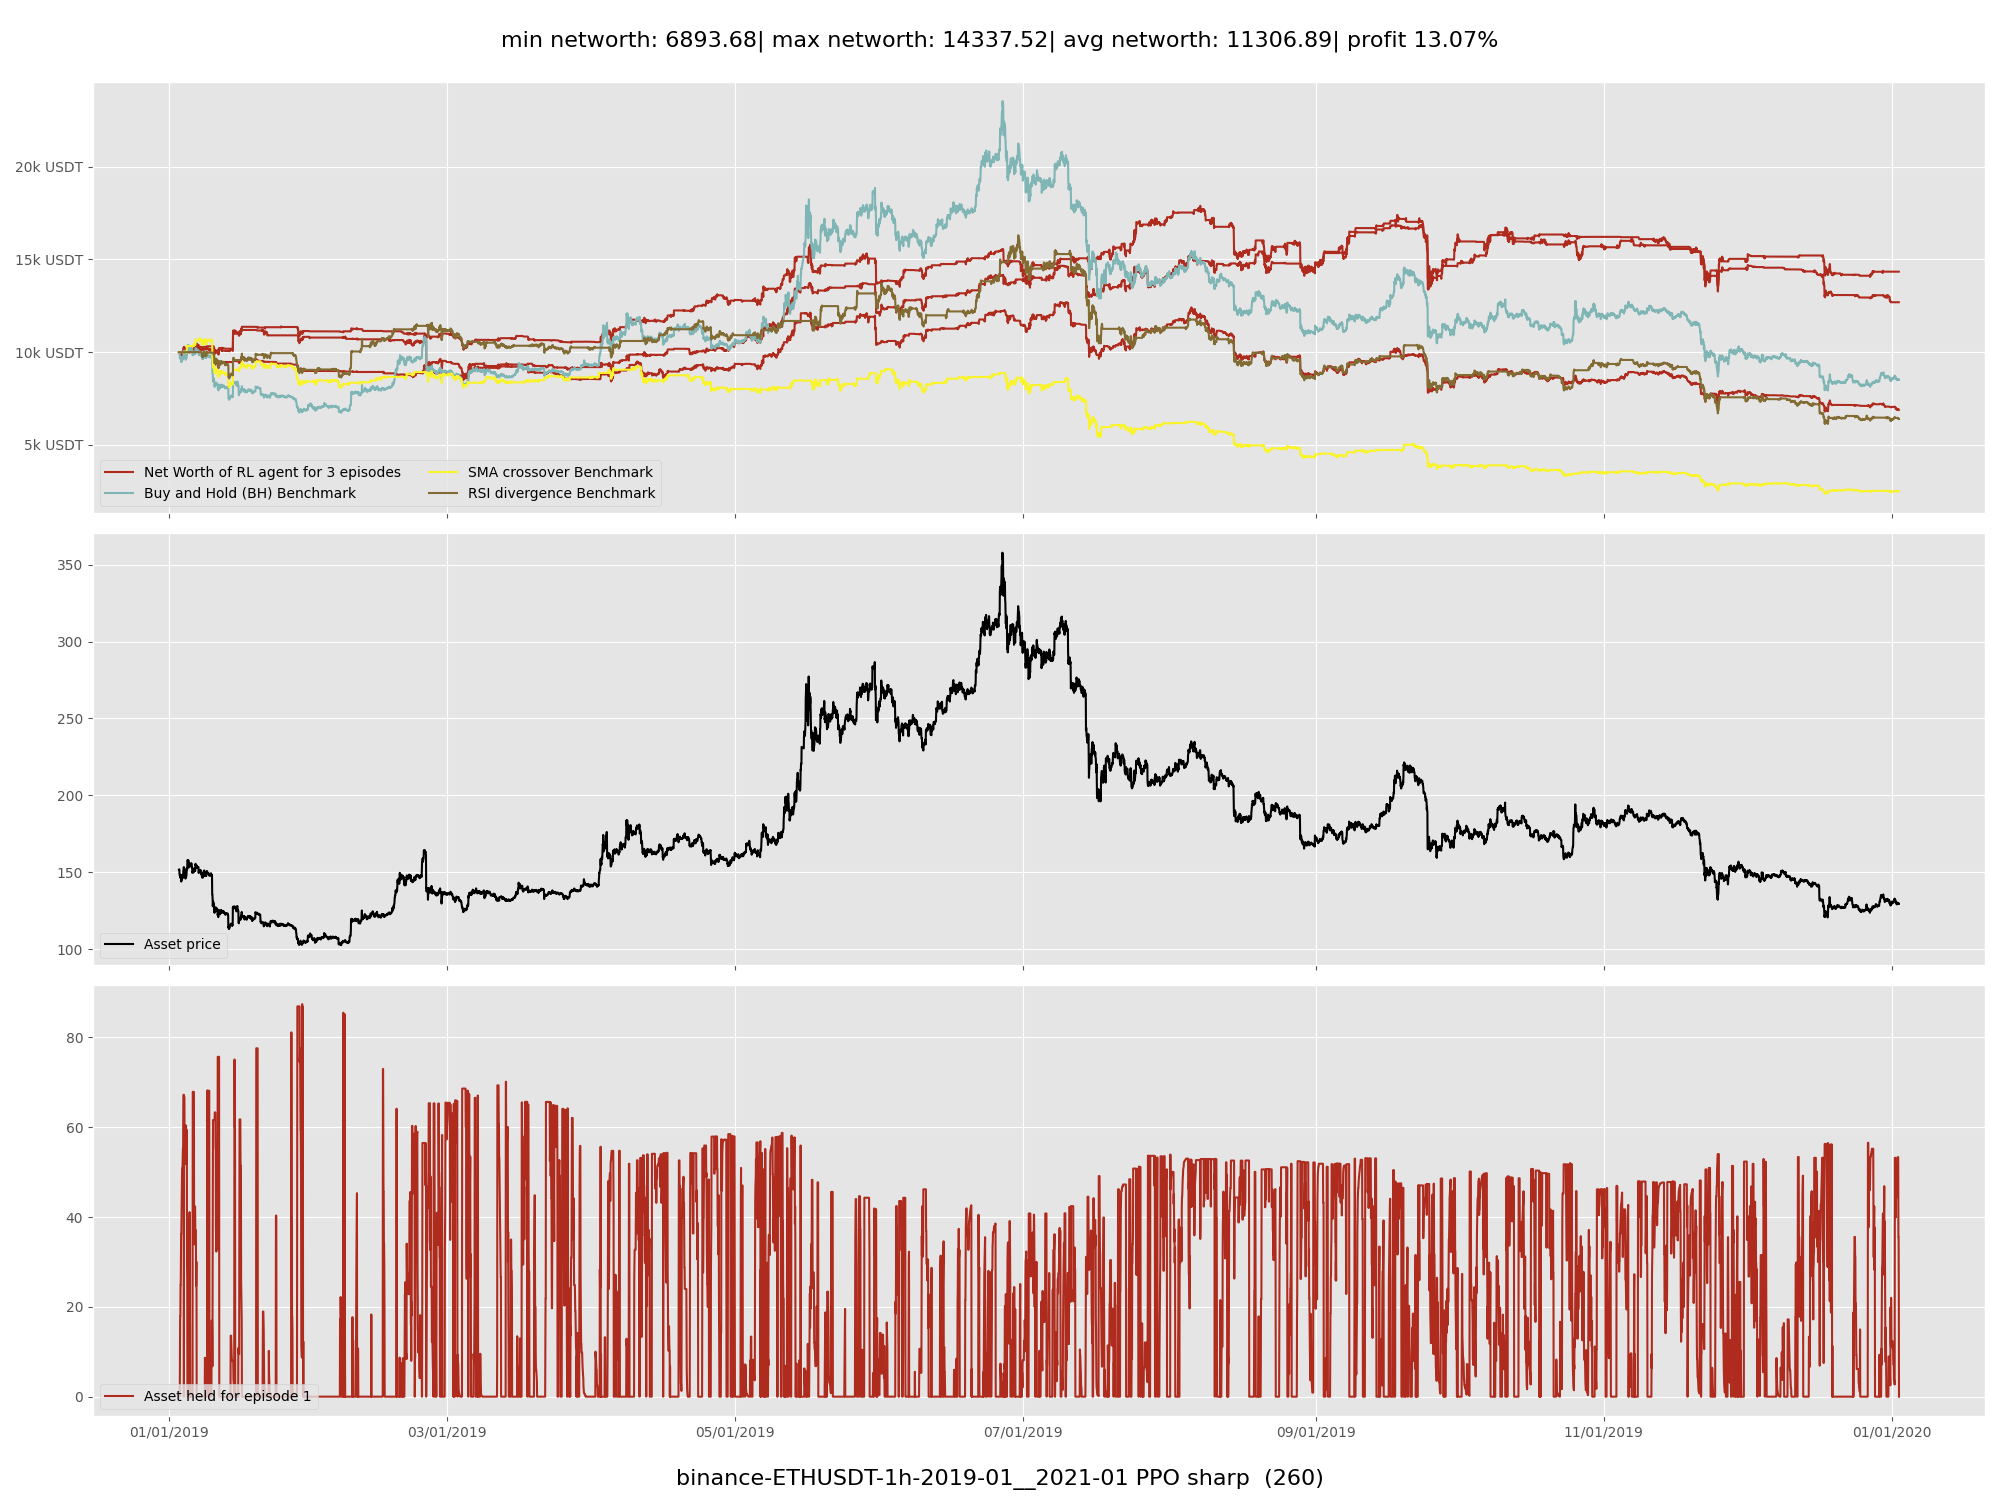 min networth: 6893.68| max networth: 14337.52| avg networth: 11306.89| profit 13.07%
20k USDT
15k USDT
10k USDT
5k USDT
Net Worth of RL agent for 3 episodes
Buy and Hold (BH) Benchmark
SMA crossover Benchmark
RSI divergence Benchmark
350
300
250
200
150
100
Asset price
80
60
40
20
0
Asset held for episode 1
01/01/2019 03/01/2019 05/01/2019 07/01/2019 09/01/2019 11/01/2019 01/01/2020
binance-ETHUSDT-1h-2019-01__2021-01 PPO sharp (260)